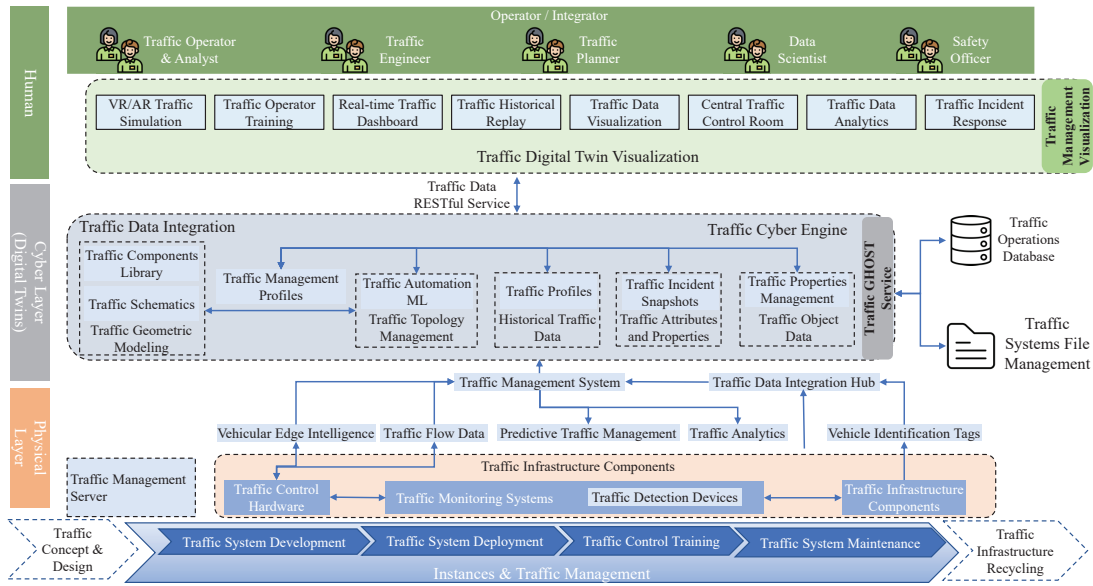 Operator / Integrator
Traffic Operator
& Analyst
Traffic
Engineer
Traffic
Planner
Data
Scientist
Safety
Officer
Human
VR/AR Traffic
Simulation
Traffic Operator
Training
Real-time Traffic
Dashboard
Traffic Historical
Replay
Traffic Data
Visualization
Central Traffic
Control Room
Traffic Data
Analytics
Traffic Incident
Response
Traffic Digital Twin Visualization
Traffic
Management
Visualization
Traffic Data
RESTful Service
Cyber Layer
(Digital Twins)
Traffic Data Integration
Traffic Cyber Engine
Traffic Components
Library
Traffic Schematics
Traffic Geometric
Modeling
Traffic Management
Profiles
Traffic Automation
ML
Traffic Topology
Management
Traffic Profiles
Historical Traffic
Data
Traffic Incident
Snapshots
Traffic Attributes
and Properties
Traffic Properties
Management
Traffic Object
Data
Traffic GHOST
Service
Traffic
Operations
Database
Traffic
Systems File
Management
Physical
Layer
Traffic Management System
Traffic Data Integration Hub
Vehicular Edge Intelligence
Traffic Flow Data
Predictive Traffic Management
Traffic Analytics
Vehicle Identification Tags
Traffic Management
Server
Traffic Infrastructure Components
Traffic Control
Hardware
Traffic Monitoring Systems
Traffic Detection Devices
Traffic Infrastructure
Components
Traffic
Concept &
Design
Traffic System Development
Traffic System Deployment
Traffic Control Training
Traffic System Maintenance
Instances & Traffic Management
Traffic
Infrastructure
Recycling